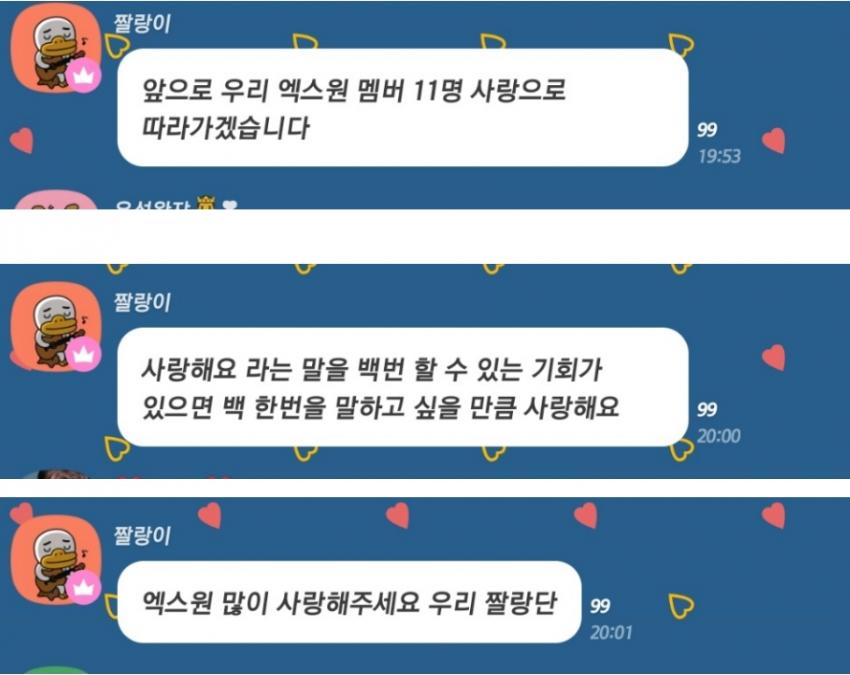 짤랑이
앞으로 우리 엑스원 멤버 11명 사랑으로
따라가겠습니다
99
19:53
짤랑이
사랑해요 라는 말을 백번 할 수 있는 기회가
있으면 백 한번을 말하고 싶을 만큼 사랑해요
99
20:00
짤랑이
엑스원 많이 사랑해주세요 우리 짤랑단
99
20:01